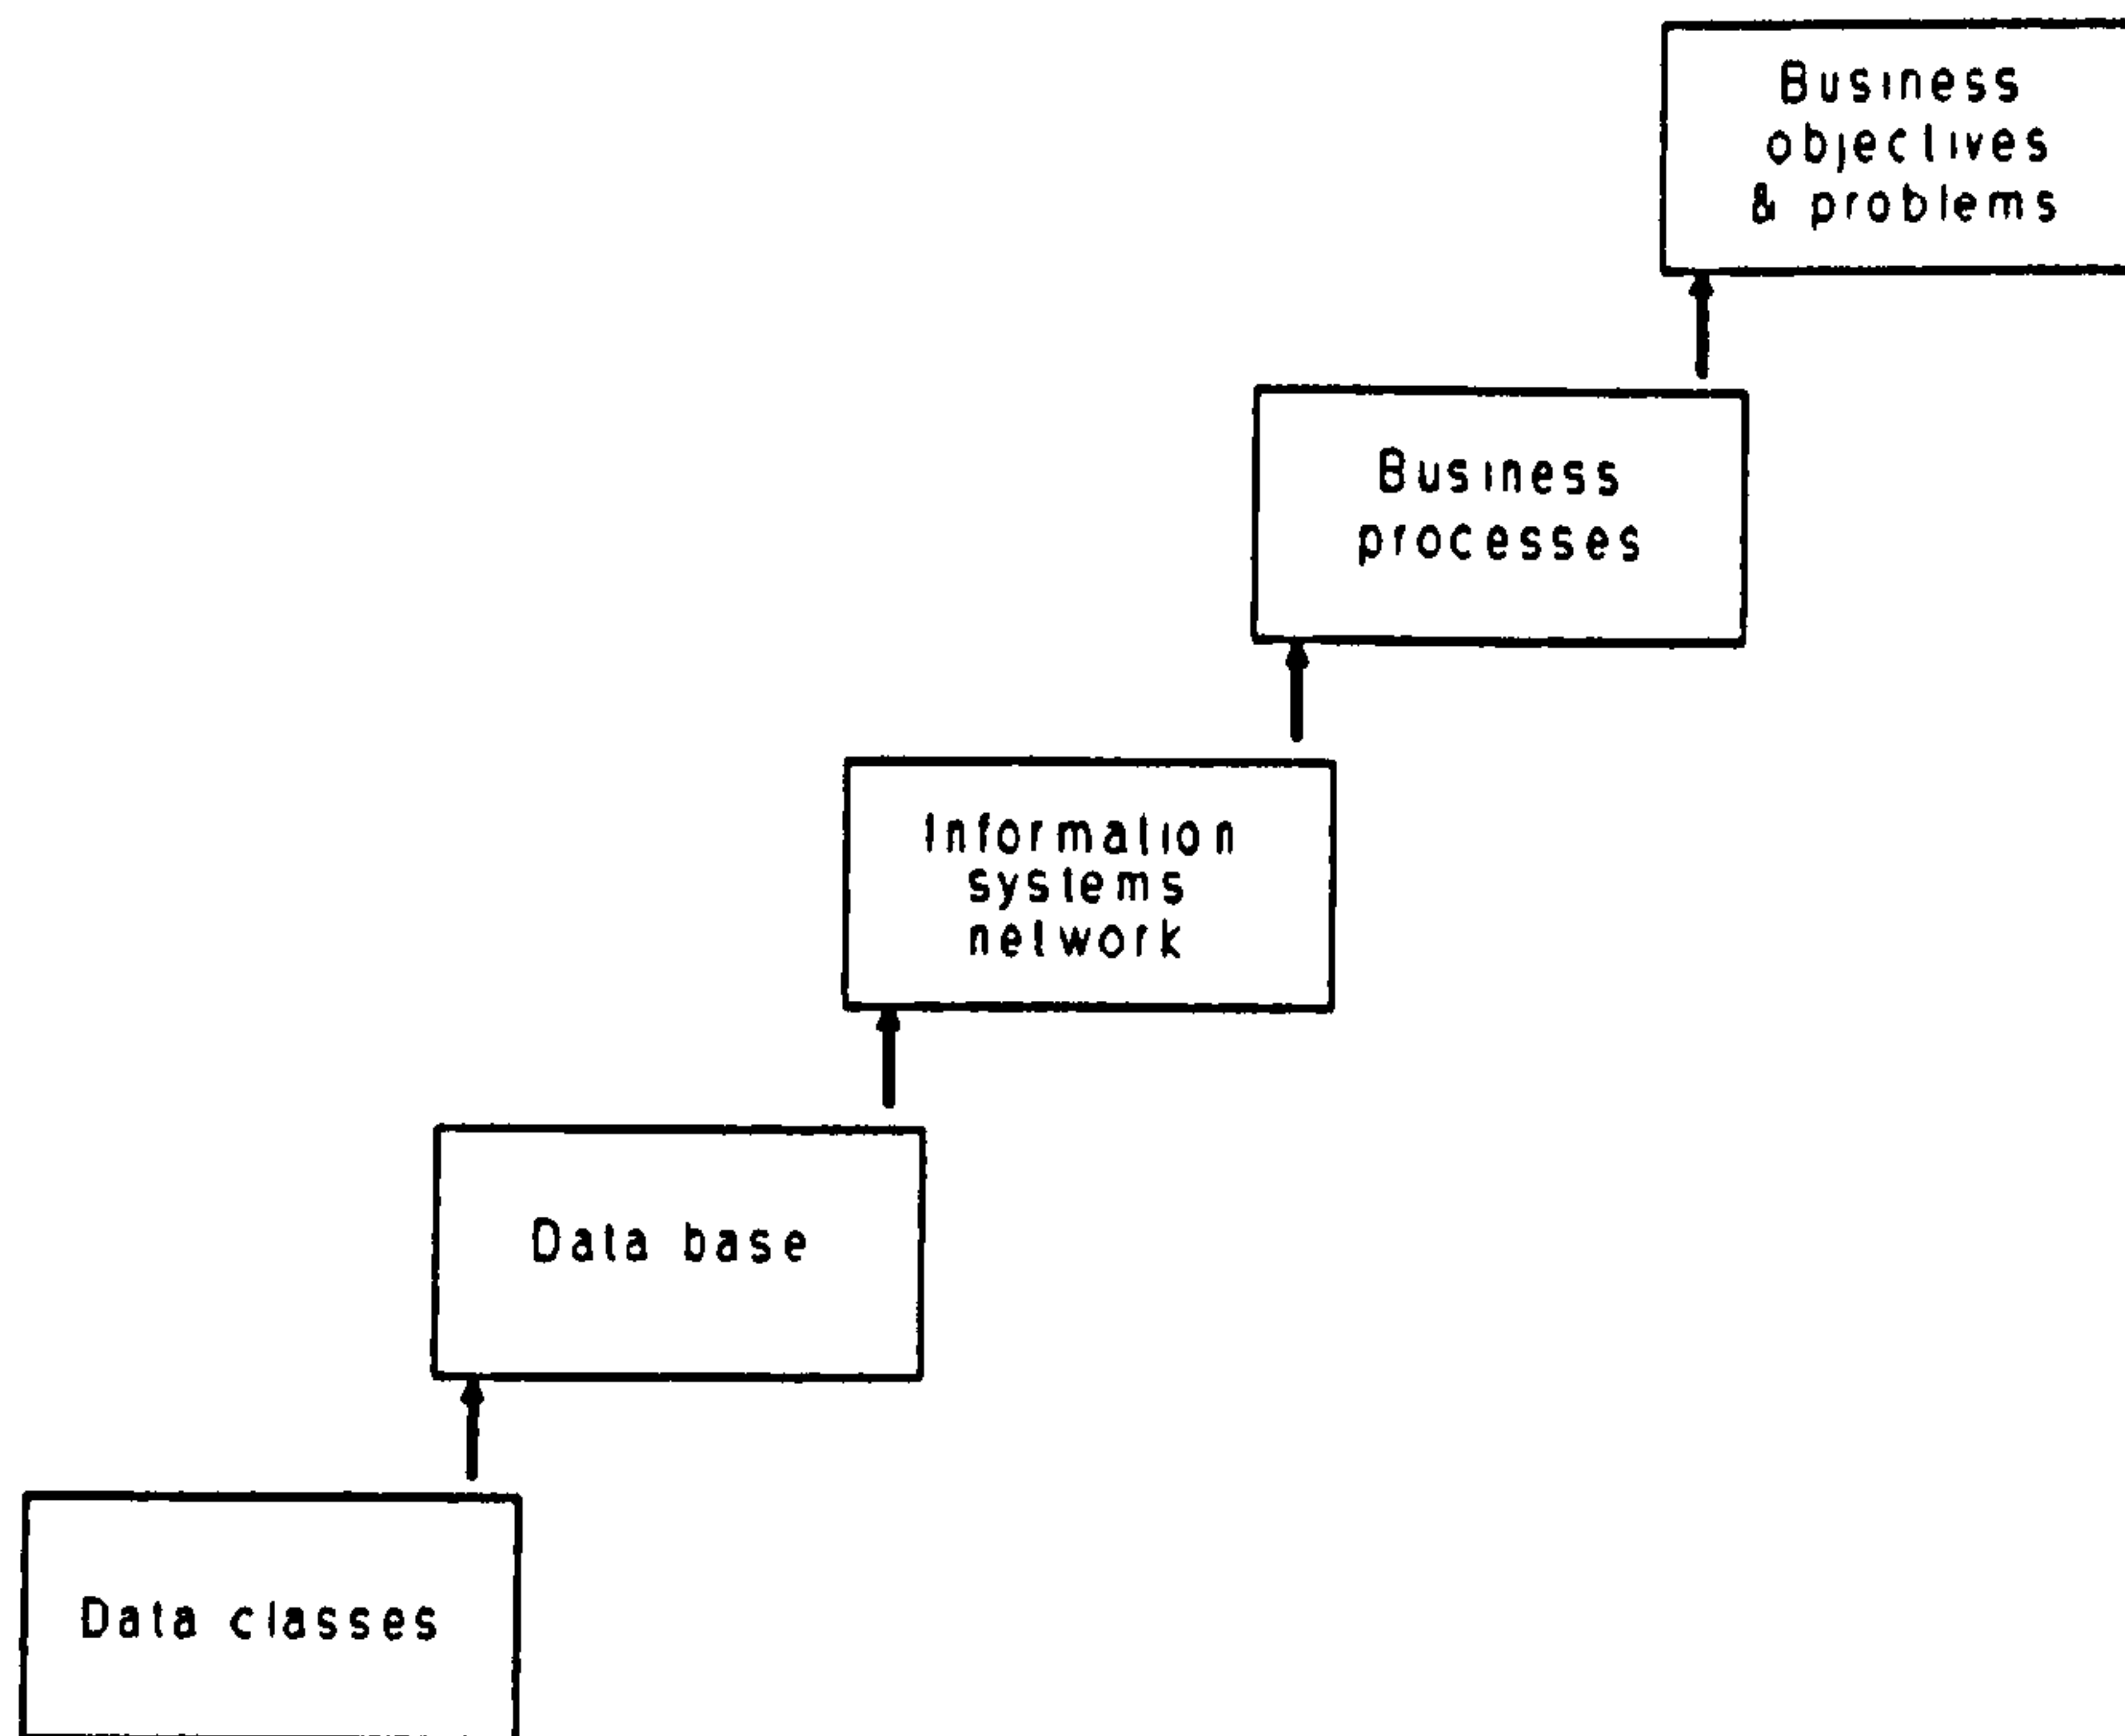 Business
objectives
& problems
Business
processes
Information
systems
network
Data base
Data classes